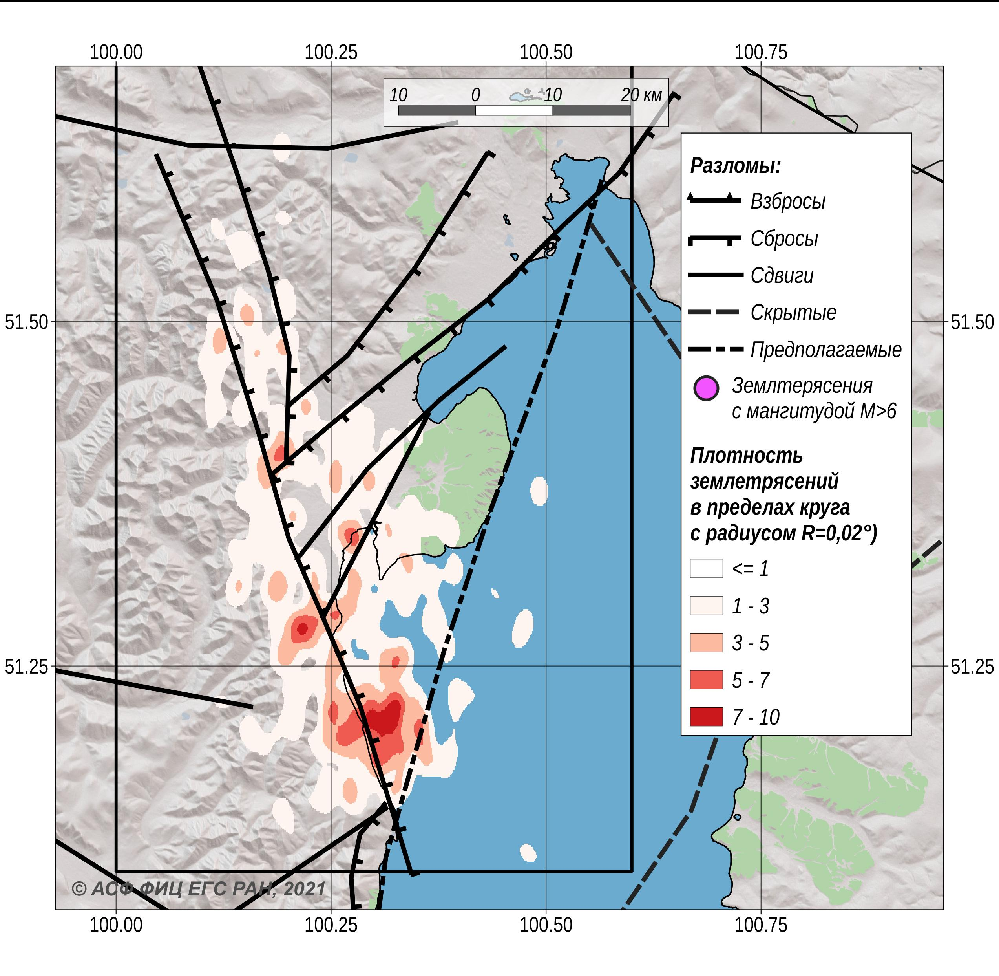 100.00 100.25 100.50 100.75
10 0 10 20 км
51.50 51.50
51.25 51.25
Разломы:
Взбросы
Сбросы
Сдвиги
Скрытые
Предполагаемые
Землтерясения
с мангитудой M>6
Плотность
землетрясений
в пределах круга
с радиусом R=0,02°)
<= 1
1 - 3
3 - 5
5 - 7
7 - 10
© АСФ ФИЦ ЕГС РАН, 2021
100.00 100.25 100.50 100.75